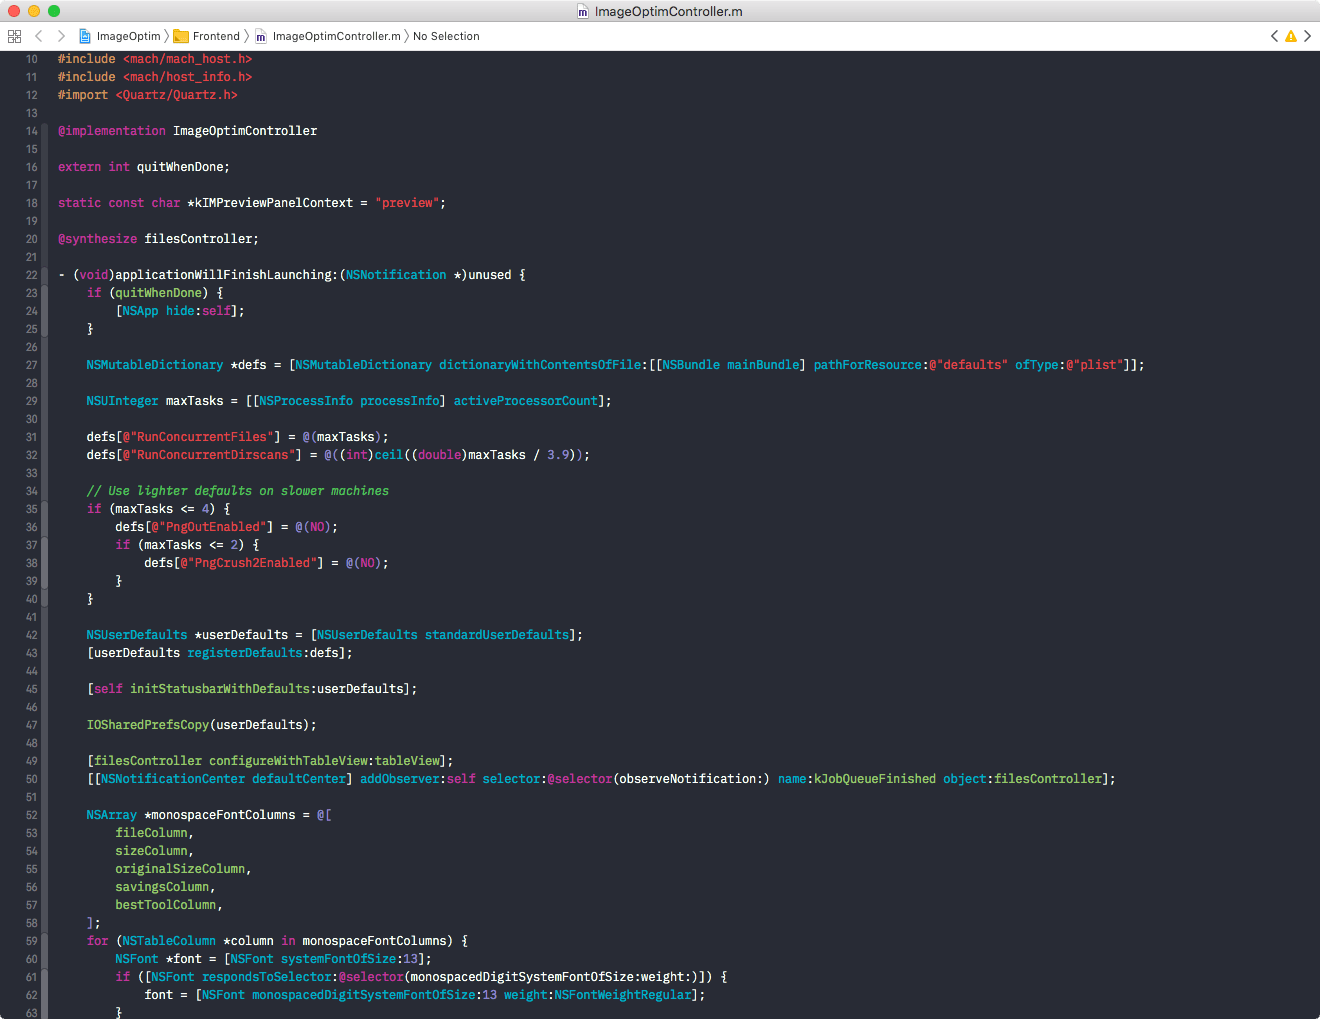 ImageOptimController.m
ImageOptim Frontend ImageOptimController.m No Selection
10 #include <mach/mach_host.h>
11 #include <mach/host_info.h>
12 #import <Quartz/Quartz.h>
13
14 @implementation ImageOptimController
15
16 extern int quitWhenDone;
17
18 static const char *kIMPreviewPanelContext = "preview";
19
20 @synthesize filesController;
21
22 - (void)applicationWillFinishLaunching:(NSNotification *)unused {
23     if (quitWhenDone) {
24         [NSApp hide:self];
25     }
26
27     NSMutableDictionary *defs = [NSMutableDictionary dictionaryWithContentsOfFile:[[NSBundle mainBundle] pathForResource:@"defaults" ofType:@"plist"]];
28
29     NSUInteger maxTasks = [[NSProcessInfo processInfo] activeProcessorCount];
30
31     defs[@"RunConcurrentFiles"] = @(maxTasks);
32     defs[@"RunConcurrentDirscans"] = @((int)ceil((double)maxTasks / 3.9));
33
34     // Use lighter defaults on slower machines
35     if (maxTasks <= 4) {
36         defs[@"PngOutEnabled"] = @(NO);
37         if (maxTasks <= 2) {
38             defs[@"PngCrush2Enabled"] = @(NO);
39         }
40     }
41
42     NSUserDefaults *userDefaults = [NSUserDefaults standardUserDefaults];
43     [userDefaults registerDefaults:defs];
44
45     [self initStatusbarWithDefaults:userDefaults];
46
47     IOSharedPrefsCopy(userDefaults);
48
49     [filesController configureWithTableView:tableView];
50     [[NSNotificationCenter defaultCenter] addObserver:self selector:@selector(observeNotification:) name:kJobQueueFinished object:filesController];
51
52     NSArray *monospaceFontColumns = @[
53         fileColumn,
54         sizeColumn,
55         originalSizeColumn,
56         savingsColumn,
57         bestToolColumn,
58     ];
59     for (NSTableColumn *column in monospaceFontColumns) {
60         NSFont *font = [NSFont systemFontOfSize:13];
61         if ([NSFont respondsToSelector:@selector(monospacedDigitSystemFontOfSize:weight:)]) {
62             font = [NSFont monospacedDigitSystemFontOfSize:13 weight:NSFontWeightRegular];
63         }